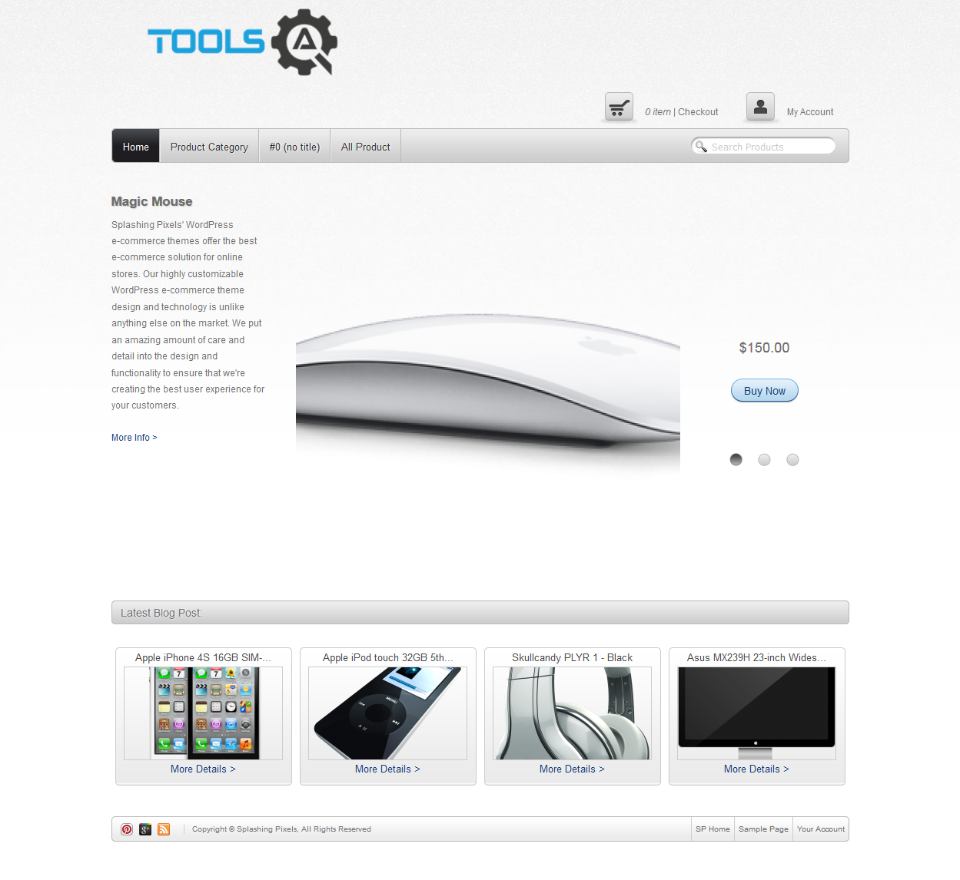 TOOLS QA
0 item | Checkout
My Account
Home
Product Category
#0 (no title)
All Product
Search Products
Magic Mouse
Splashing Pixels' WordPress
e-commerce themes offer the best
e-commerce solution for online
stores. Our highly customizable
WordPress e-commerce theme
design and technology is unlike
anything else on the market. We put
an amazing amount of care and
detail into the design and
functionality to ensure that we're
creating the best user experience for
your customers.
More Info >
$150.00
Buy Now
Latest Blog Post
Apple iPhone 4S 16GB SIM-...
More Details >
Apple iPod touch 32GB 5th...
MENU
More Details >
Skullcandy PLYR 1 - Black
More Details >
Asus MX239H 23-inch Wides...
More Details >
Copyright © Splashing Pixels. All Rights Reserved
SP Home
Sample Page
Your Account